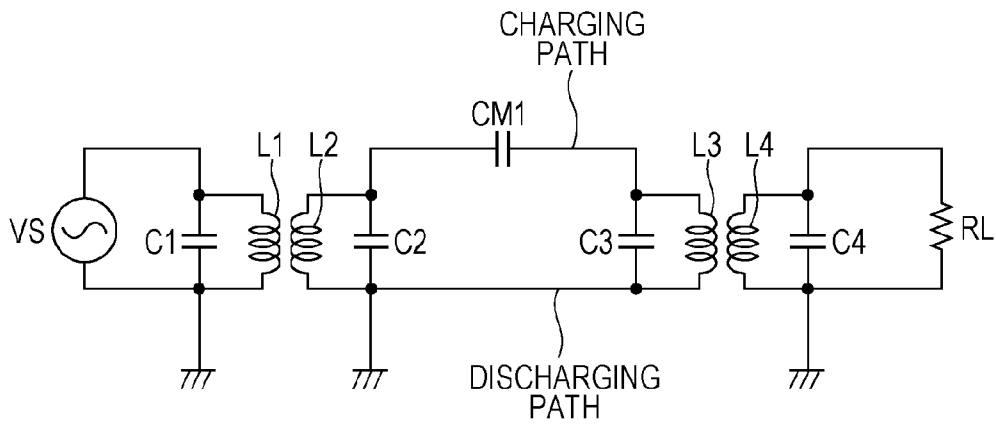 CHARGING
PATH
CM1
L1
L2
L3
L4
VS
C1
C2
C3
C4
RL
DISCHARGING
PATH